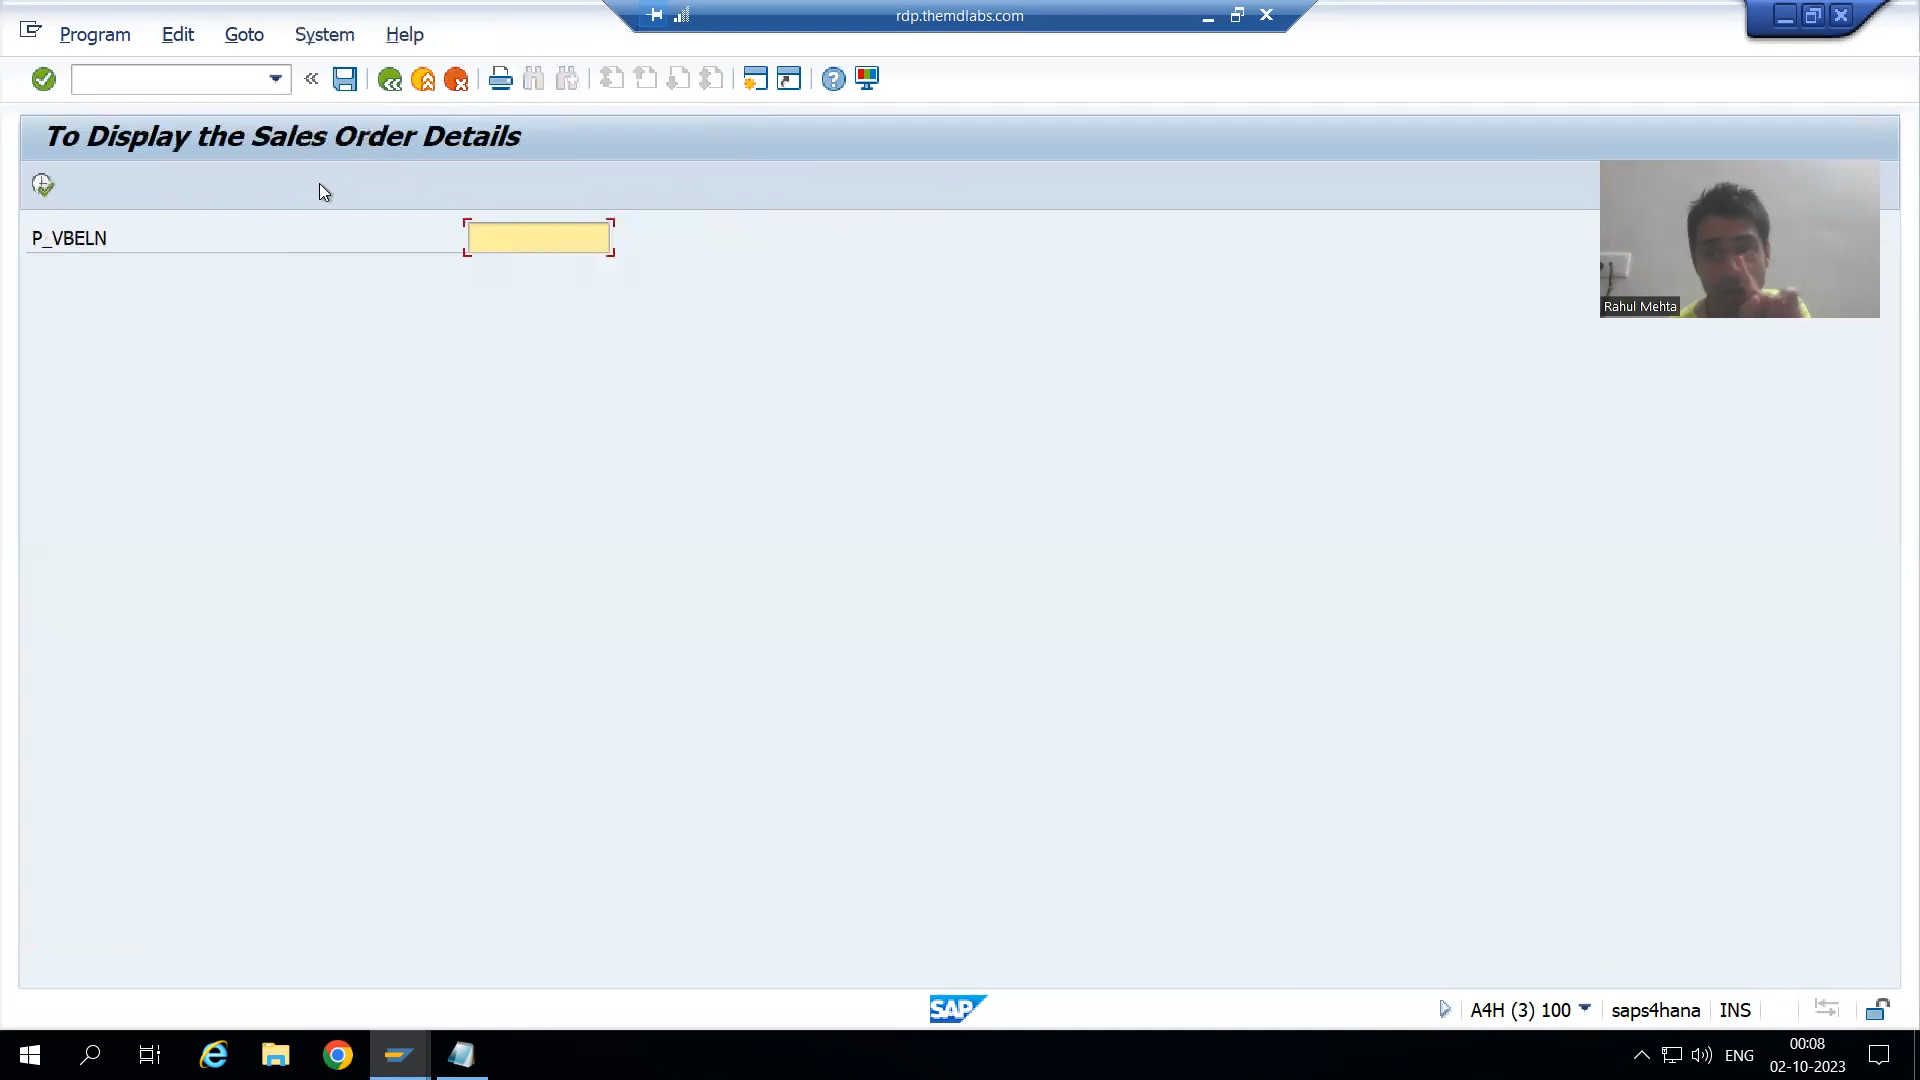 rdp.themdlabs.com
Program Edit Goto System Help
To Display the Sales Order Details
P_VBELN
Rahul Mehta
SAP
A4H (3) 100 saps4hana INS
ENG
00:08
02-10-2023